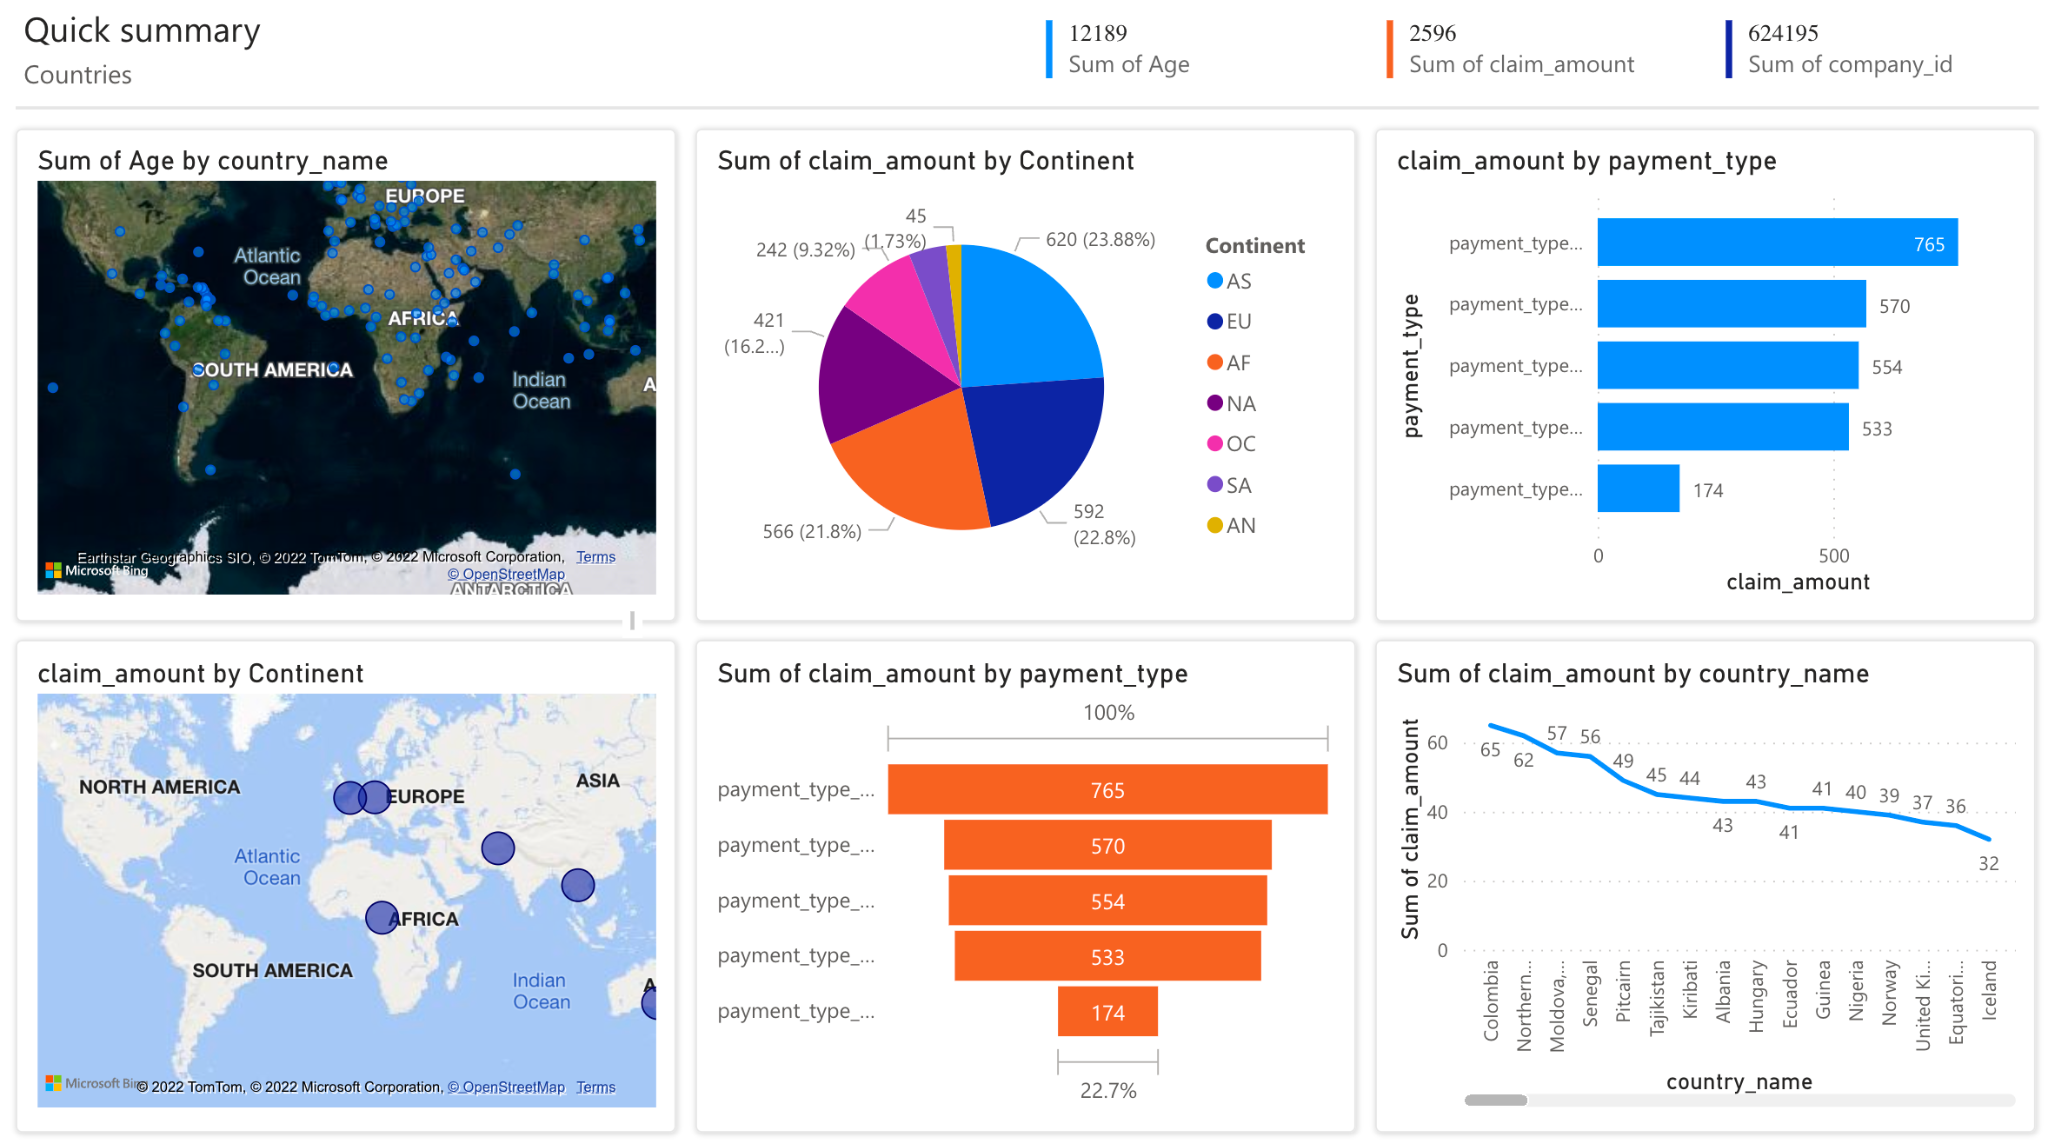 Quick summary
Countries
12189
Sum of Age
2596
Sum of claim_amount
624195
Sum of company_id
Sum of Age by country_name
EUROPE
Atlantic
Ocean
AFRICA
SOUTH AMERICA
Indian
Ocean
A
Earthstar Geographics SIO, © 2022 TomTom, © 2022 Microsoft Corporation, Terms
© OpenStreetMap
Microsoft Bing
ANTARCTICA
Sum of claim_amount by Continent
45
(1.73%)
620 (23.88%)
242 (9.32%)
421
(16.2...)
566 (21.8%)
592
(22.8%)
Continent
AS
EU
AF
NA
OC
SA
AN
claim_amount by payment_type
payment_type
payment_type... 765
payment_type... 570
payment_type... 554
payment_type... 533
payment_type... 174
0 500
claim_amount
claim_amount by Continent
NORTH AMERICA
ASIA
EUROPE
Atlantic
Ocean
AFRICA
SOUTH AMERICA
Indian
Ocean
A
Microsoft Bing
© 2022 TomTom, © 2022 Microsoft Corporation, © OpenStreetMap Terms
Sum of claim_amount by payment_type
100%
payment_type_... 765
payment_type_... 570
payment_type_... 554
payment_type_... 533
payment_type_... 174
22.7%
Sum of claim_amount by country_name
Sum of claim_amount
60
40
20
0
65 62 57 56 49 45 44 43 43 41 41 40 39 37 36 32
Colombia
Northern...
Moldova,...
Senegal
Pitcairn
Tajikistan
Kiribati
Albania
Hungary
Ecuador
Guinea
Nigeria
Norway
United Ki...
Equatori...
Iceland
country_name